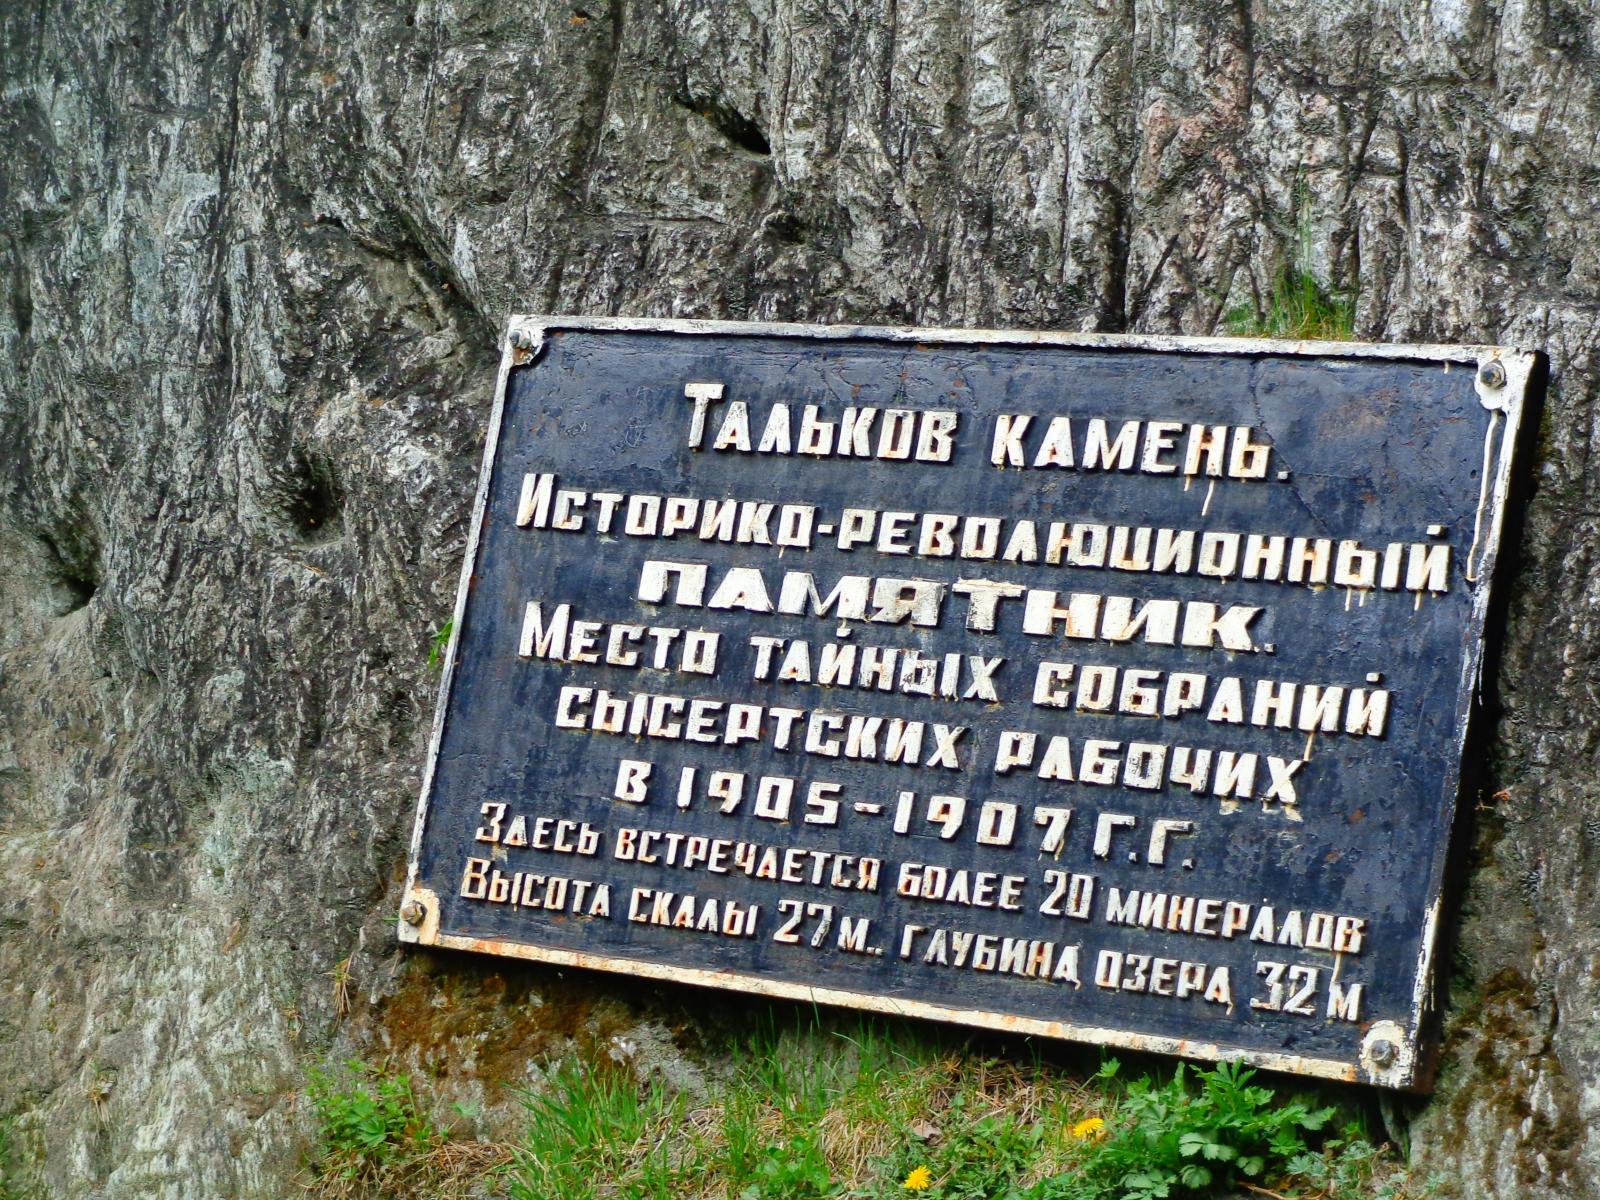 Тальков камень.
Историко-революционный
памятник.
Место тайных собраний
сысертских рабочих
в 1905-1907 г.г.
Здесь встречается более 20 минералов
Высота скалы 27 м.. глубина озера 32 м